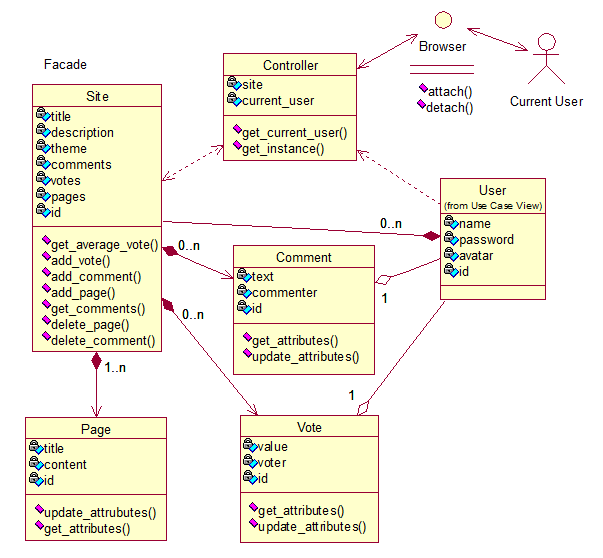 Facade
Site
title
description
theme
comments
votes
pages
id
get_average_vote()
add_vote()
add_comment()
add_page()
get_comments()
delete_page()
delete_comment()
Controller
site
current_user
get_current_user()
get_instance()
Browser
attach()
detach()
Current User
User
(from Use Case View)
name
password
avatar
id
0..n
0..n
Comment
text
commenter
id
get_attributes()
update_attributes()
1
0..n
1..n
1
Page
title
content
id
update_attrubutes()
get_attributes()
Vote
value
voter
id
get_attributes()
update_attributes()